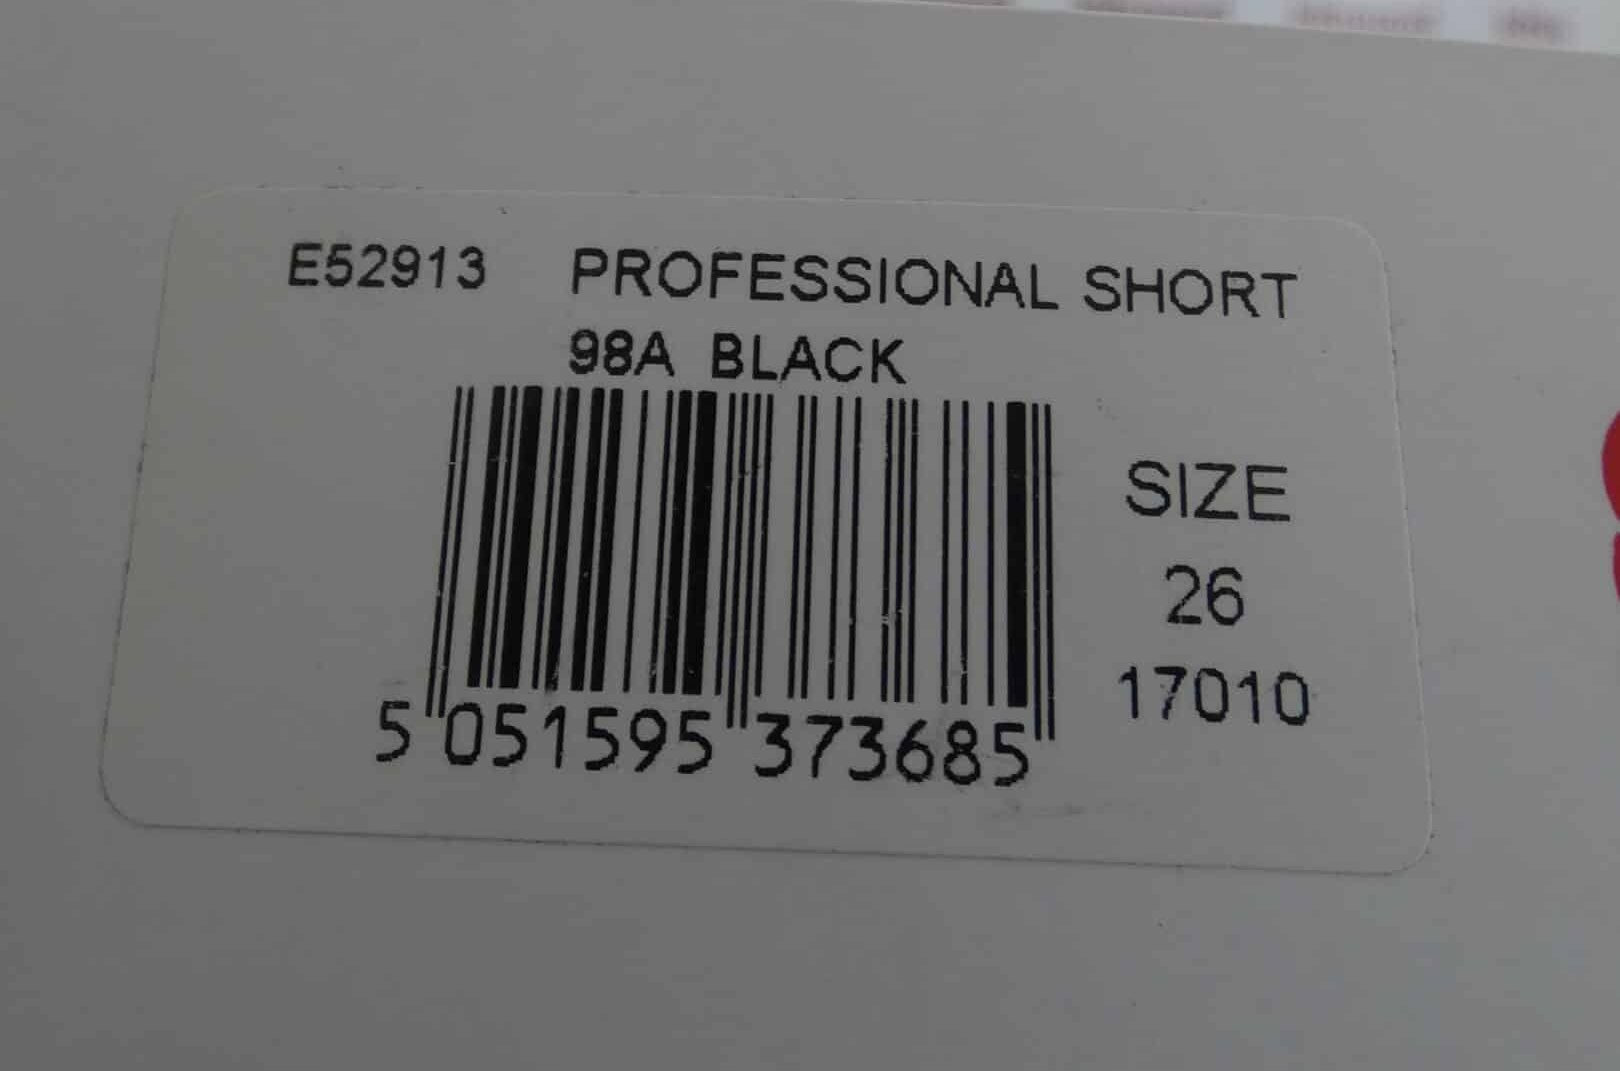 E52913 PROFESSIONAL SHORT
98A BLACK
SIZE
26
17010
5 051595 373685